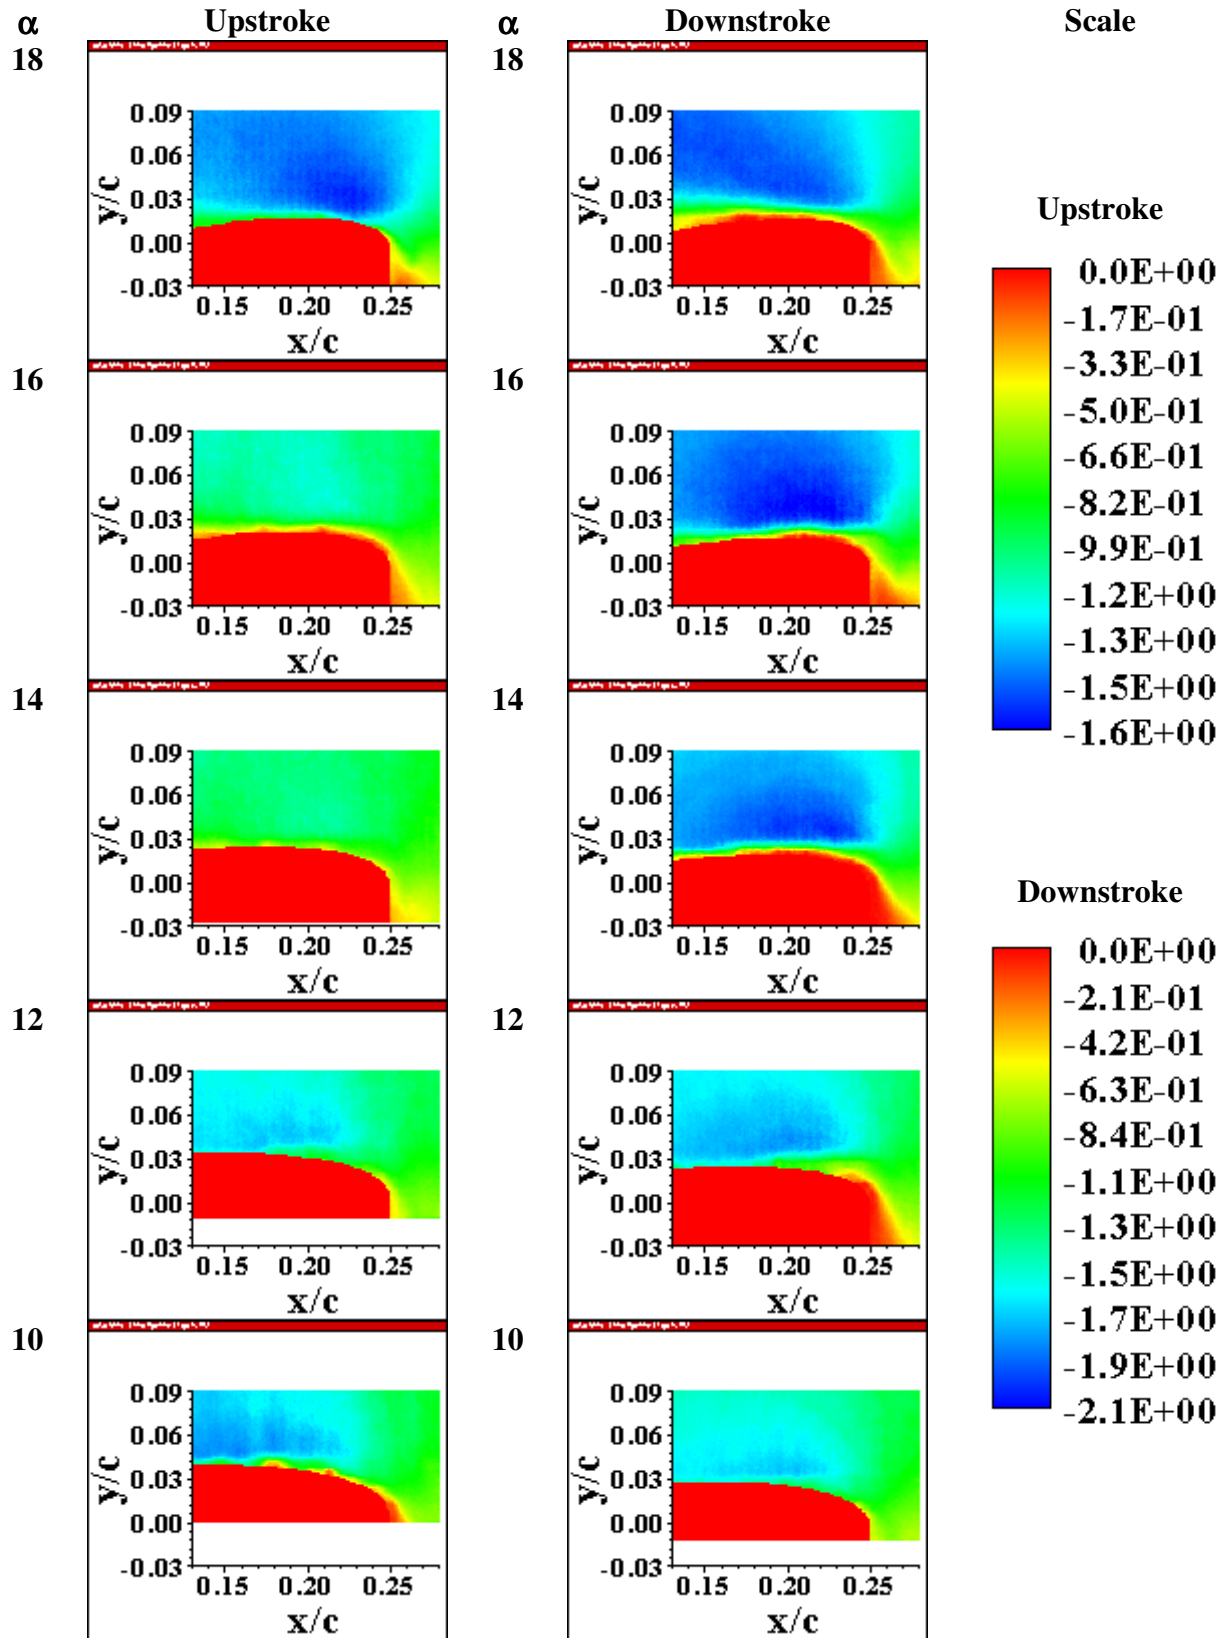 α Upstroke α Downstroke Scale
18 18
0.09 0.09
0.06 0.06
0.03 0.03
0.00 0.00
-0.03 -0.03
y/c y/c
0.15 0.20 0.25 0.15 0.20 0.25
x/c x/c
16 16
0.09 0.09
0.06 0.06
0.03 0.03
0.00 0.00
-0.03 -0.03
y/c y/c
0.15 0.20 0.25 0.15 0.20 0.25
x/c x/c
14 14
0.09 0.09
0.06 0.06
0.03 0.03
0.00 0.00
-0.03 -0.03
y/c y/c
0.15 0.20 0.25 0.15 0.20 0.25
x/c x/c
12 12
0.09 0.09
0.06 0.06
0.03 0.03
0.00 0.00
-0.03 -0.03
y/c y/c
0.15 0.20 0.25 0.15 0.20 0.25
x/c x/c
10 10
0.09 0.09
0.06 0.06
0.03 0.03
0.00 0.00
-0.03 -0.03
y/c y/c
0.15 0.20 0.25 0.15 0.20 0.25
x/c x/c
Upstroke
0.0E+00
-1.7E-01
-3.3E-01
-5.0E-01
-6.6E-01
-8.2E-01
-9.9E-01
-1.2E+00
-1.3E+00
-1.5E+00
-1.6E+00
Downstroke
0.0E+00
-2.1E-01
-4.2E-01
-6.3E-01
-8.4E-01
-1.1E+00
-1.3E+00
-1.5E+00
-1.7E+00
-1.9E+00
-2.1E+00